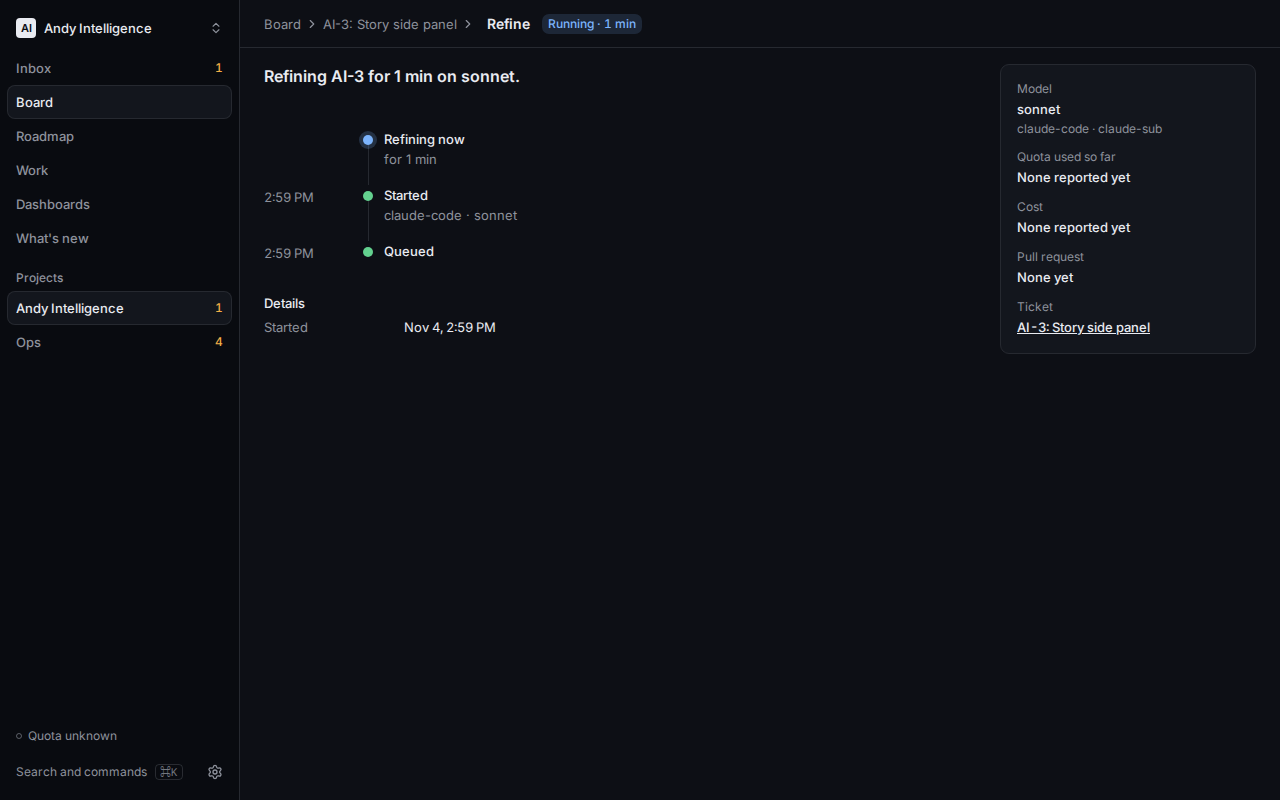 AI Andy Intelligence
Inbox 1
Board
Roadmap
Work
Dashboards
What's new
Projects
Andy Intelligence 1
Ops 4
Quota unknown
Search and commands ⌘K
Board > AI-3: Story side panel > Refine Running · 1 min
Refining AI-3 for 1 min on sonnet.
Refining now
for 1 min
2:59 PM Started
claude-code · sonnet
2:59 PM Queued
Details
Started Nov 4, 2:59 PM
Model
sonnet
claude-code · claude-sub
Quota used so far
None reported yet
Cost
None reported yet
Pull request
None yet
Ticket
AI-3: Story side panel